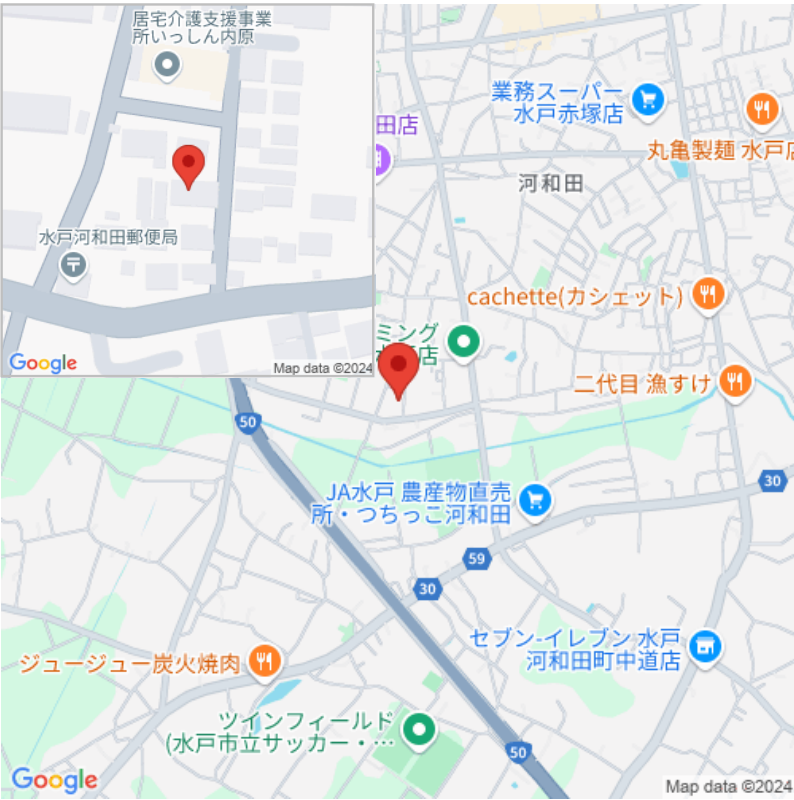 居宅介護支援事業
所いっしん内原
水戸河和田郵便局
Google
Map data ©2024
田店
業務スーパー
水戸赤塚店
丸亀製麺 水戸店
河和田
cachette(カシェット)
ミング
店
二代目 漁すけ
50
30
JA水戸 農産物直売
所・つちっこ河和田
59
30
セブン-イレブン 水戸
河和田町中道店
ジュージュー炭火焼肉
ツインフィールド
(水戸市立サッカー・…
50
Google
Map data ©2024